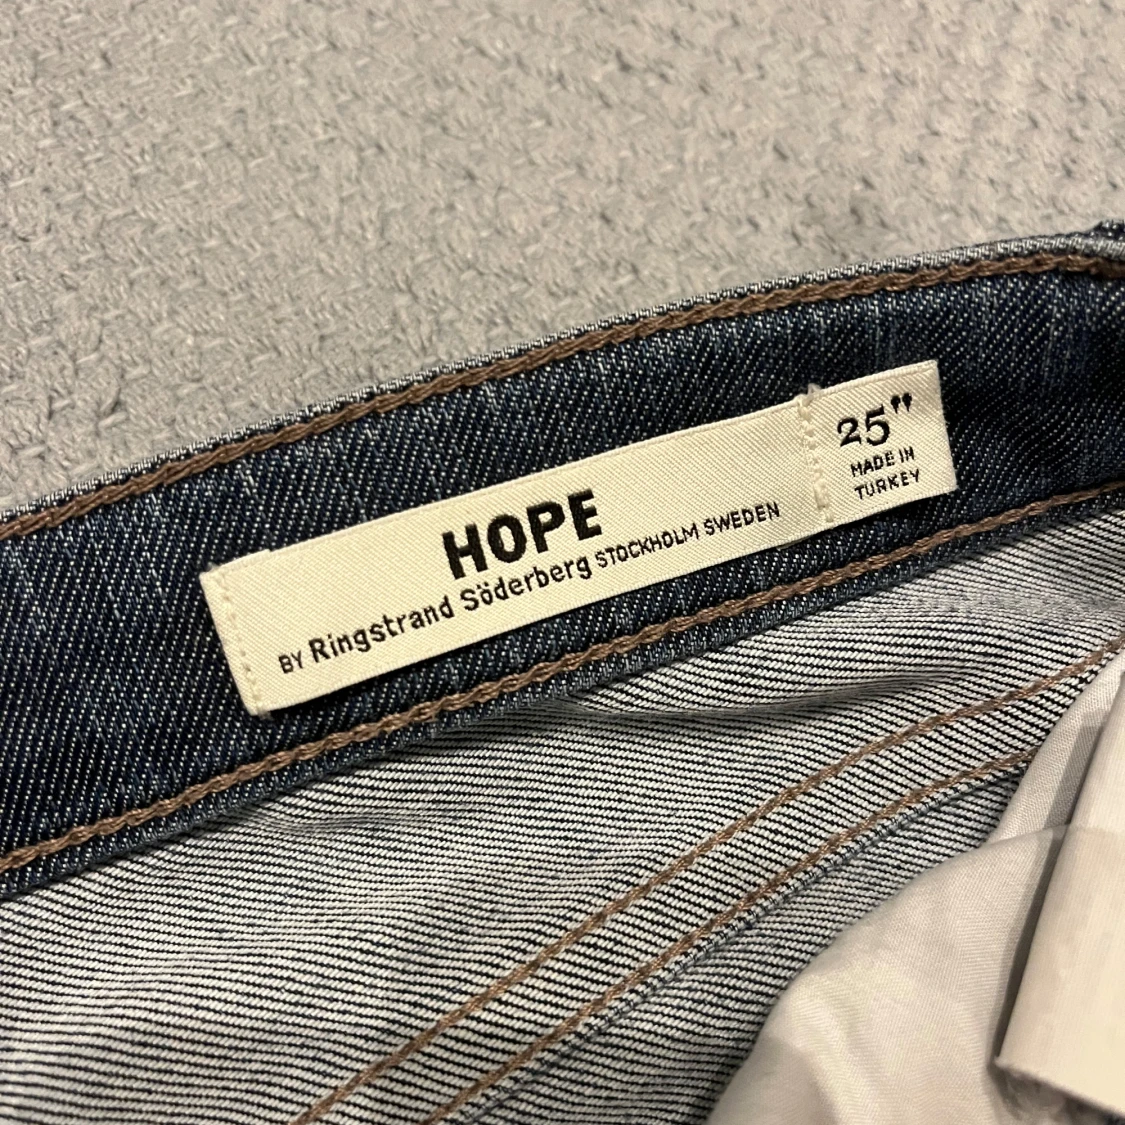 HOPE
BY Ringstrand Söderberg STOCKHOLM SWEDEN
25"
MADE IN
TURKEY